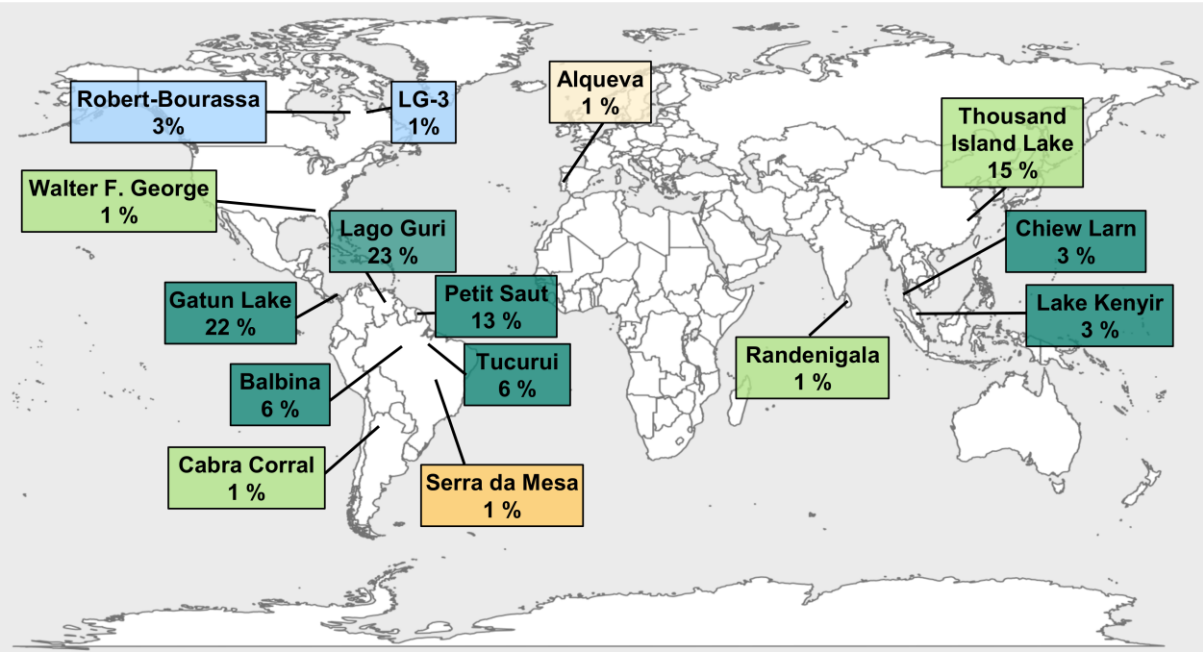 Robert-Bourassa
3%
LG-3
1%
Alqueva
1 %
Thousand
Island Lake
15 %
Walter F. George
1 %
Lago Guri
23 %
Chiew Larn
3 %
Gatun Lake
22 %
Petit Saut
13 %
Lake Kenyir
3 %
Randenigala
1 %
Balbina
6 %
Tucurui
6 %
Cabra Corral
1 %
Serra da Mesa
1 %